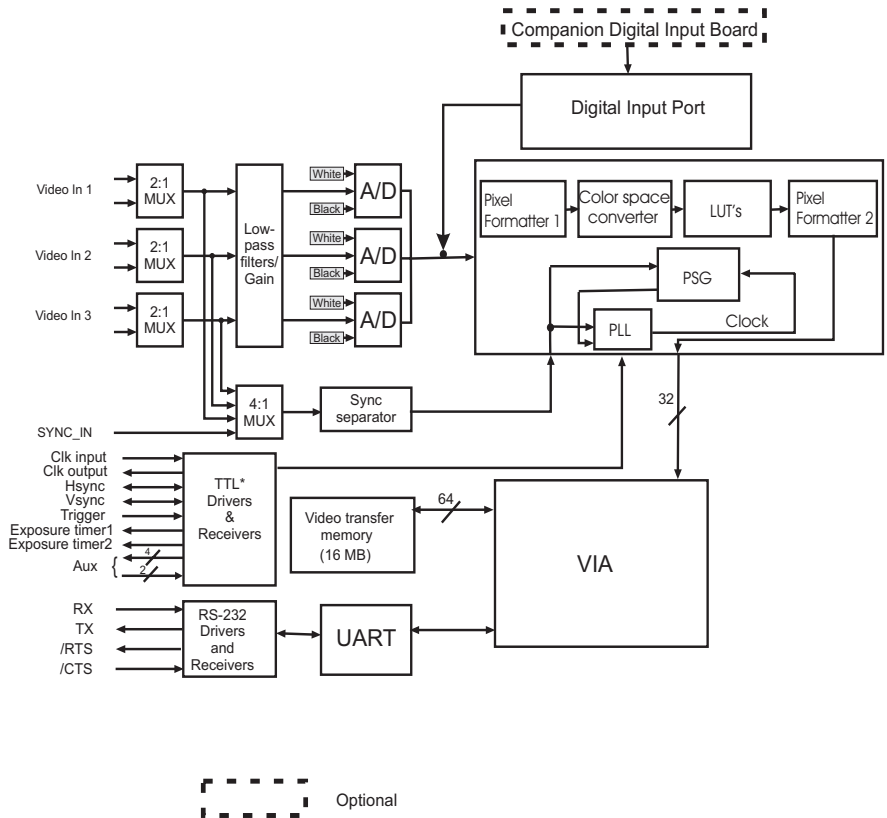 Companion Digital Input Board
Digital Input Port
Video In 1
2:1
MUX
White
Black
A/D
Video In 2
2:1
MUX
Low-
pass
filters/
Gain
White
Black
A/D
Video In 3
2:1
MUX
White
Black
A/D
Pixel
Formatter 1
Color space
converter
LUT's
Pixel
Formatter 2
PSG
PLL
Clock
SYNC_IN
4:1
MUX
Sync
separator
32
Clk input
Clk output
Hsync
Vsync
Trigger
Exposure timer1
Exposure timer2
Aux {
4
2
TTL*
Drivers
&
Receivers
Video transfer
memory
(16 MB)
64
VIA
RX
TX
/RTS
/CTS
RS-232
Drivers
and
Receivers
UART
Optional